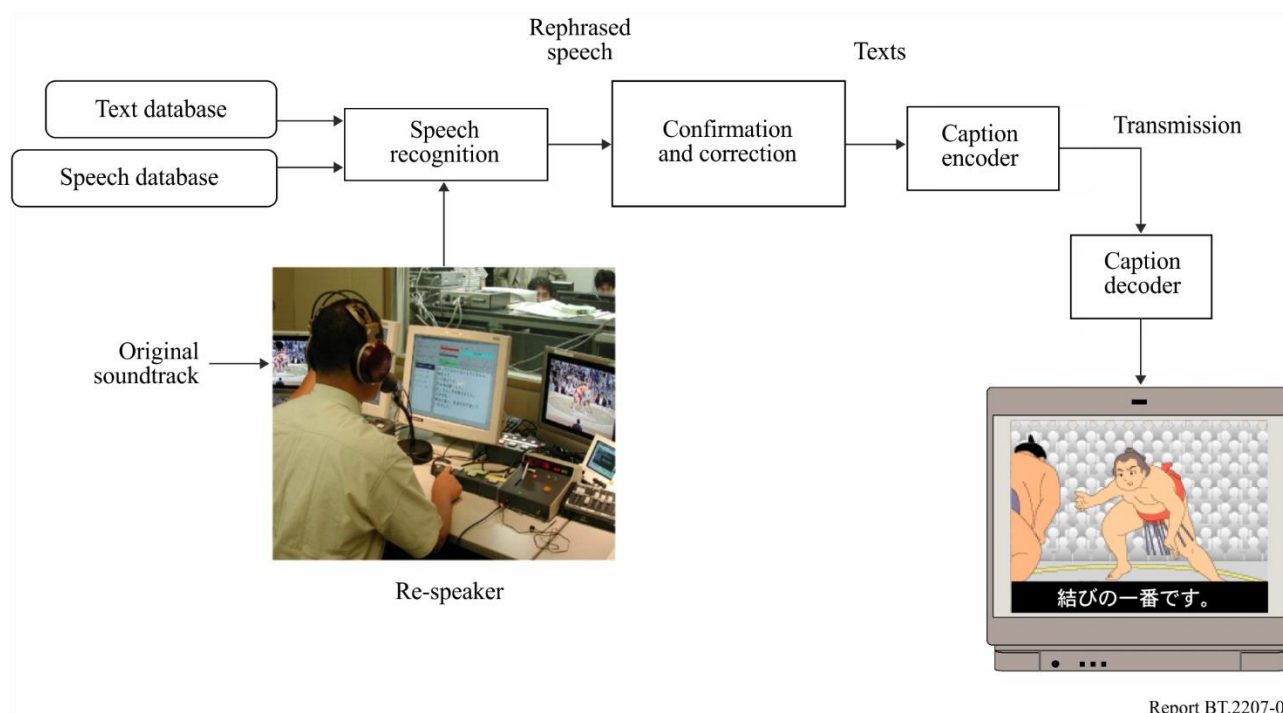 Rephrased
speech
Texts
Text database
Speech database
Speech
recognition
Confirmation
and correction
Caption
encoder
Transmission
Caption
decoder
Original
soundtrack
Re-speaker
結びの一番です。
Report BT.2207-0